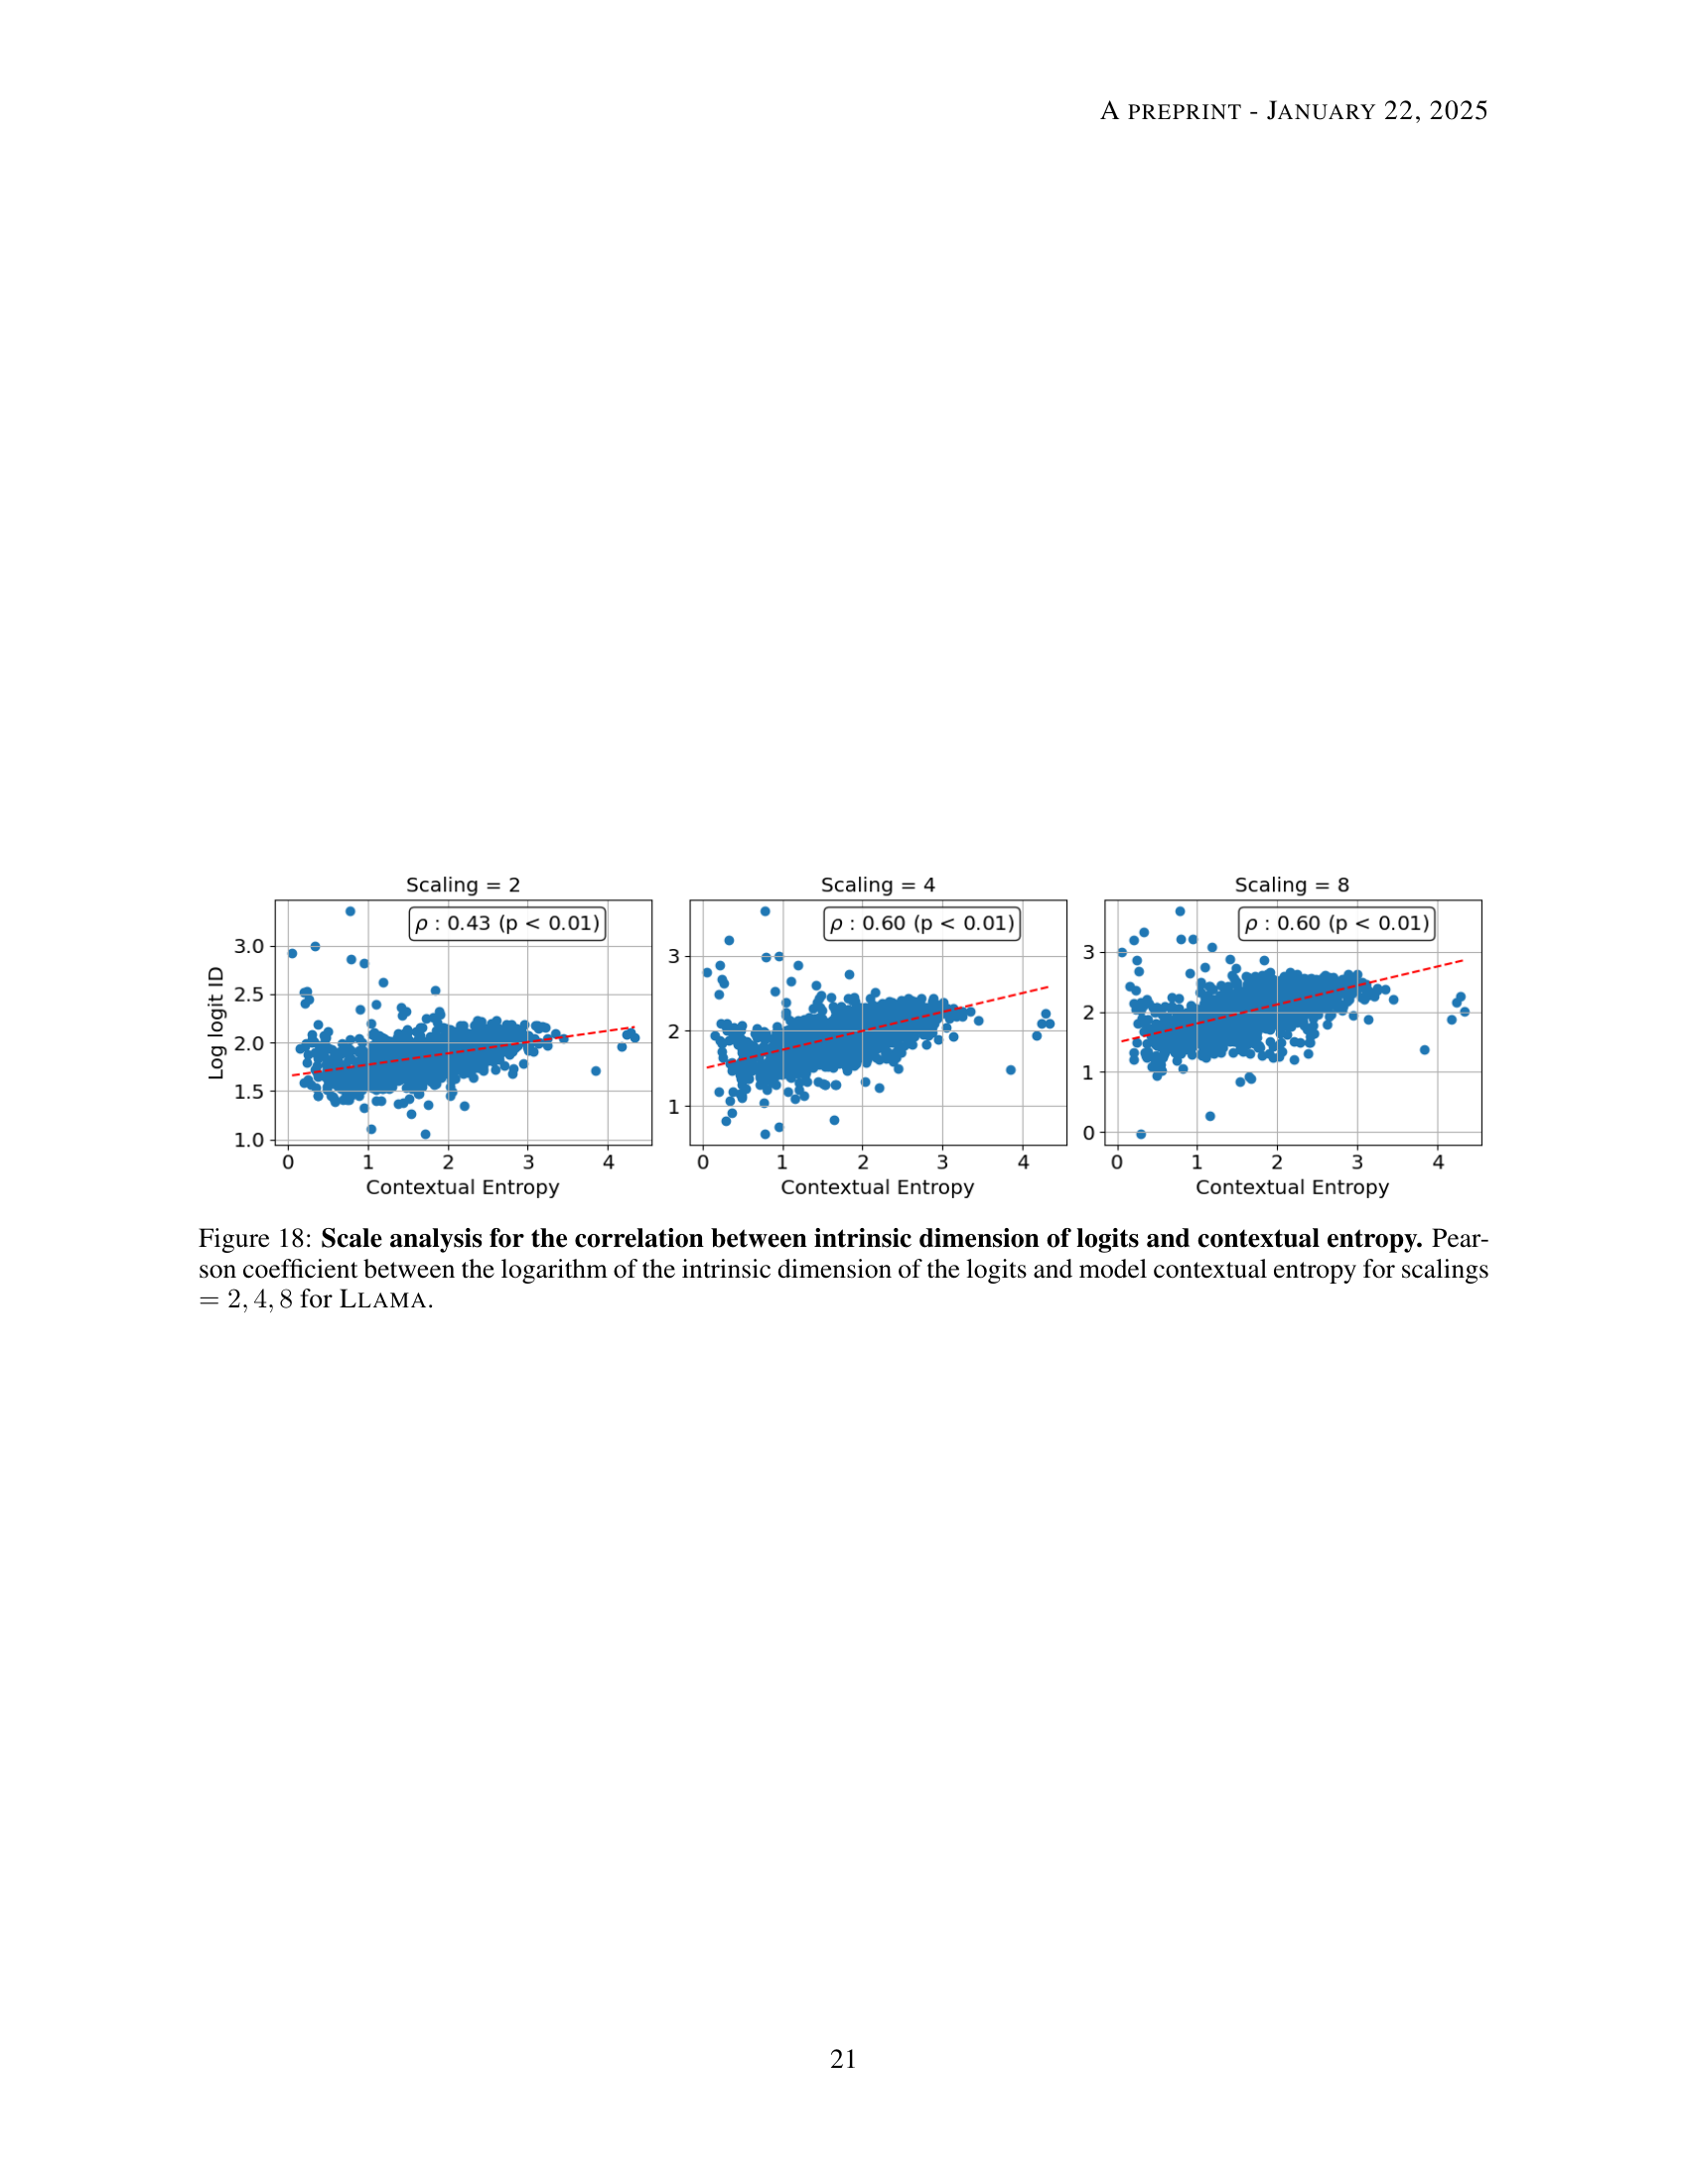 A PREPRINT - JANUARY 22, 2025
Scaling = 2
ρ : 0.43 (p < 0.01)
Log logit ID
3.0
2.5
2.0
1.5
1.0
0 1 2 3 4
Contextual Entropy
Scaling = 4
ρ : 0.60 (p < 0.01)
3
2
1
0 1 2 3 4
Contextual Entropy
Scaling = 8
ρ : 0.60 (p < 0.01)
3
2
1
0
0 1 2 3 4
Contextual Entropy
Figure 18: Scale analysis for the correlation between intrinsic dimension of logits and contextual entropy. Pear-
son coefficient between the logarithm of the intrinsic dimension of the logits and model contextual entropy for scalings
= 2, 4, 8 for LLAMA.
21